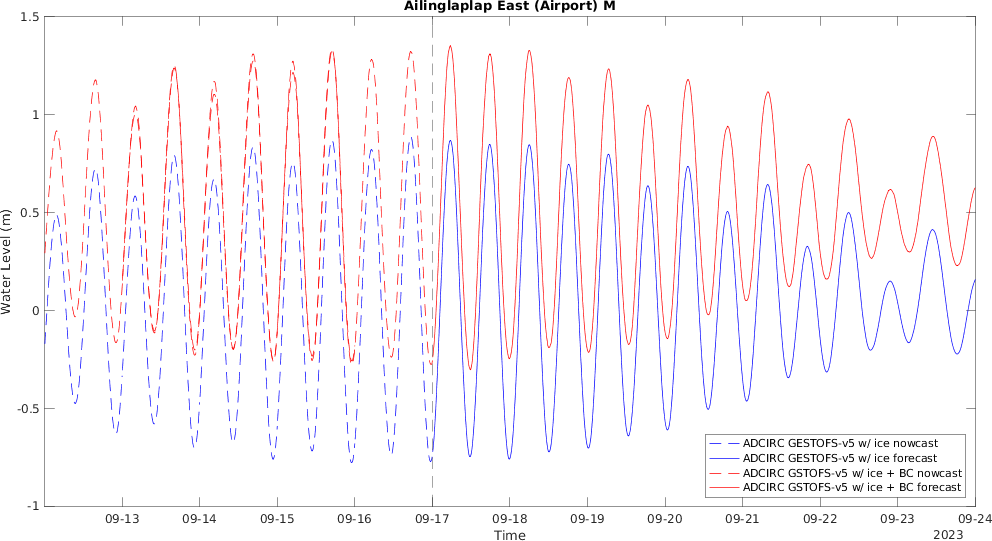 Ailinglaplap East (Airport) M
1.5
1
0.5
0
-0.5
-1
Water Level (m)
ADCIRC GESTOFS-v5 w/ ice nowcast
ADCIRC GESTOFS-v5 w/ ice forecast
ADCIRC GSTOFS-v5 w/ ice + BC nowcast
ADCIRC GSTOFS-v5 w/ ice + BC forecast
09-13 09-14 09-15 09-16 09-17 09-18 09-19 09-20 09-21 09-22 09-23 09-24
Time
2023